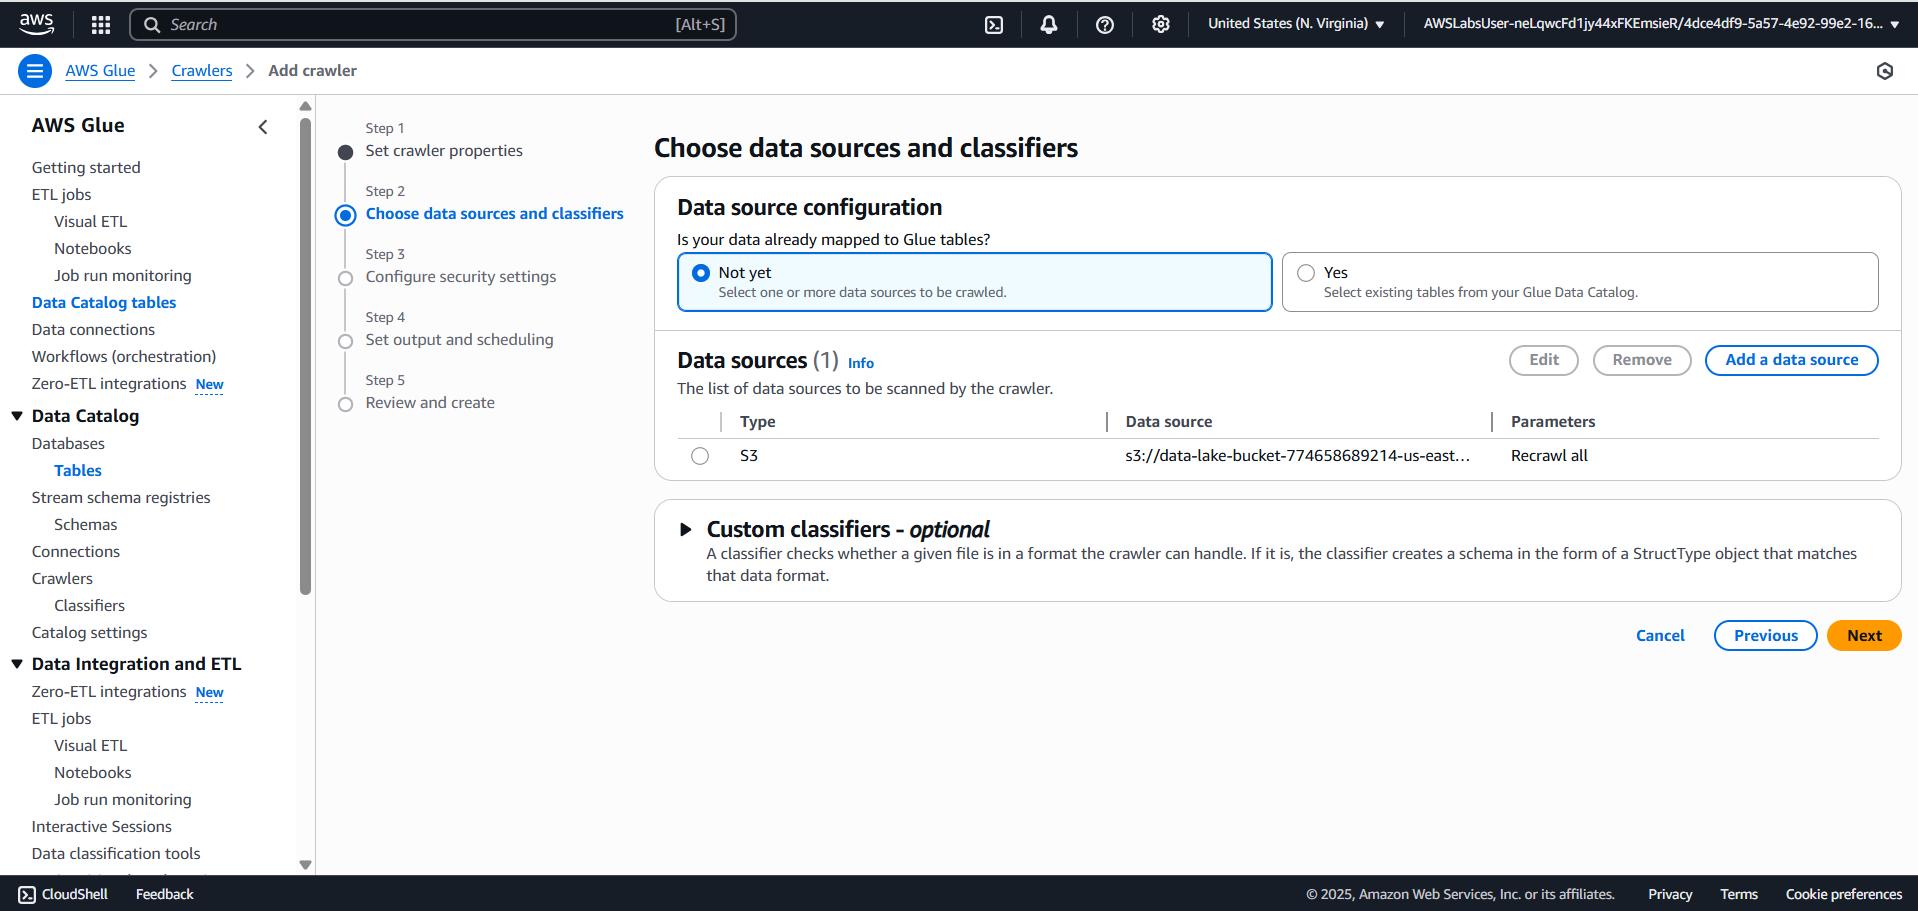 aws
Search
[Alt+S]
United States (N. Virginia)
AWSLabsUser-neLqwcFd1jy44xFKEmsieR/4dce4df9-5a57-4e92-99e2-16...
AWS Glue
Crawlers
Add crawler
AWS Glue
Getting started
ETL jobs
Visual ETL
Notebooks
Job run monitoring
Data Catalog tables
Data connections
Workflows (orchestration)
Zero-ETL integrations New
Data Catalog
Databases
Tables
Stream schema registries
Schemas
Connections
Crawlers
Classifiers
Catalog settings
Data Integration and ETL
Zero-ETL integrations New
ETL jobs
Visual ETL
Notebooks
Job run monitoring
Interactive Sessions
Data classification tools
Step 1
Set crawler properties
Step 2
Choose data sources and classifiers
Step 3
Configure security settings
Step 4
Set output and scheduling
Step 5
Review and create
Choose data sources and classifiers
Data source configuration
Is your data already mapped to Glue tables?
Not yet
Select one or more data sources to be crawled.
Yes
Select existing tables from your Glue Data Catalog.
Data sources (1) Info
Edit
Remove
Add a data source
The list of data sources to be scanned by the crawler.
Type
Data source
Parameters
S3
s3://data-lake-bucket-774658689214-us-east...
Recrawl all
Custom classifiers - optional
A classifier checks whether a given file is in a format the crawler can handle. If it is, the classifier creates a schema in the form of a StructType object that matches
that data format.
Cancel
Previous
Next
CloudShell
Feedback
© 2025, Amazon Web Services, Inc. or its affiliates.
Privacy
Terms
Cookie preferences